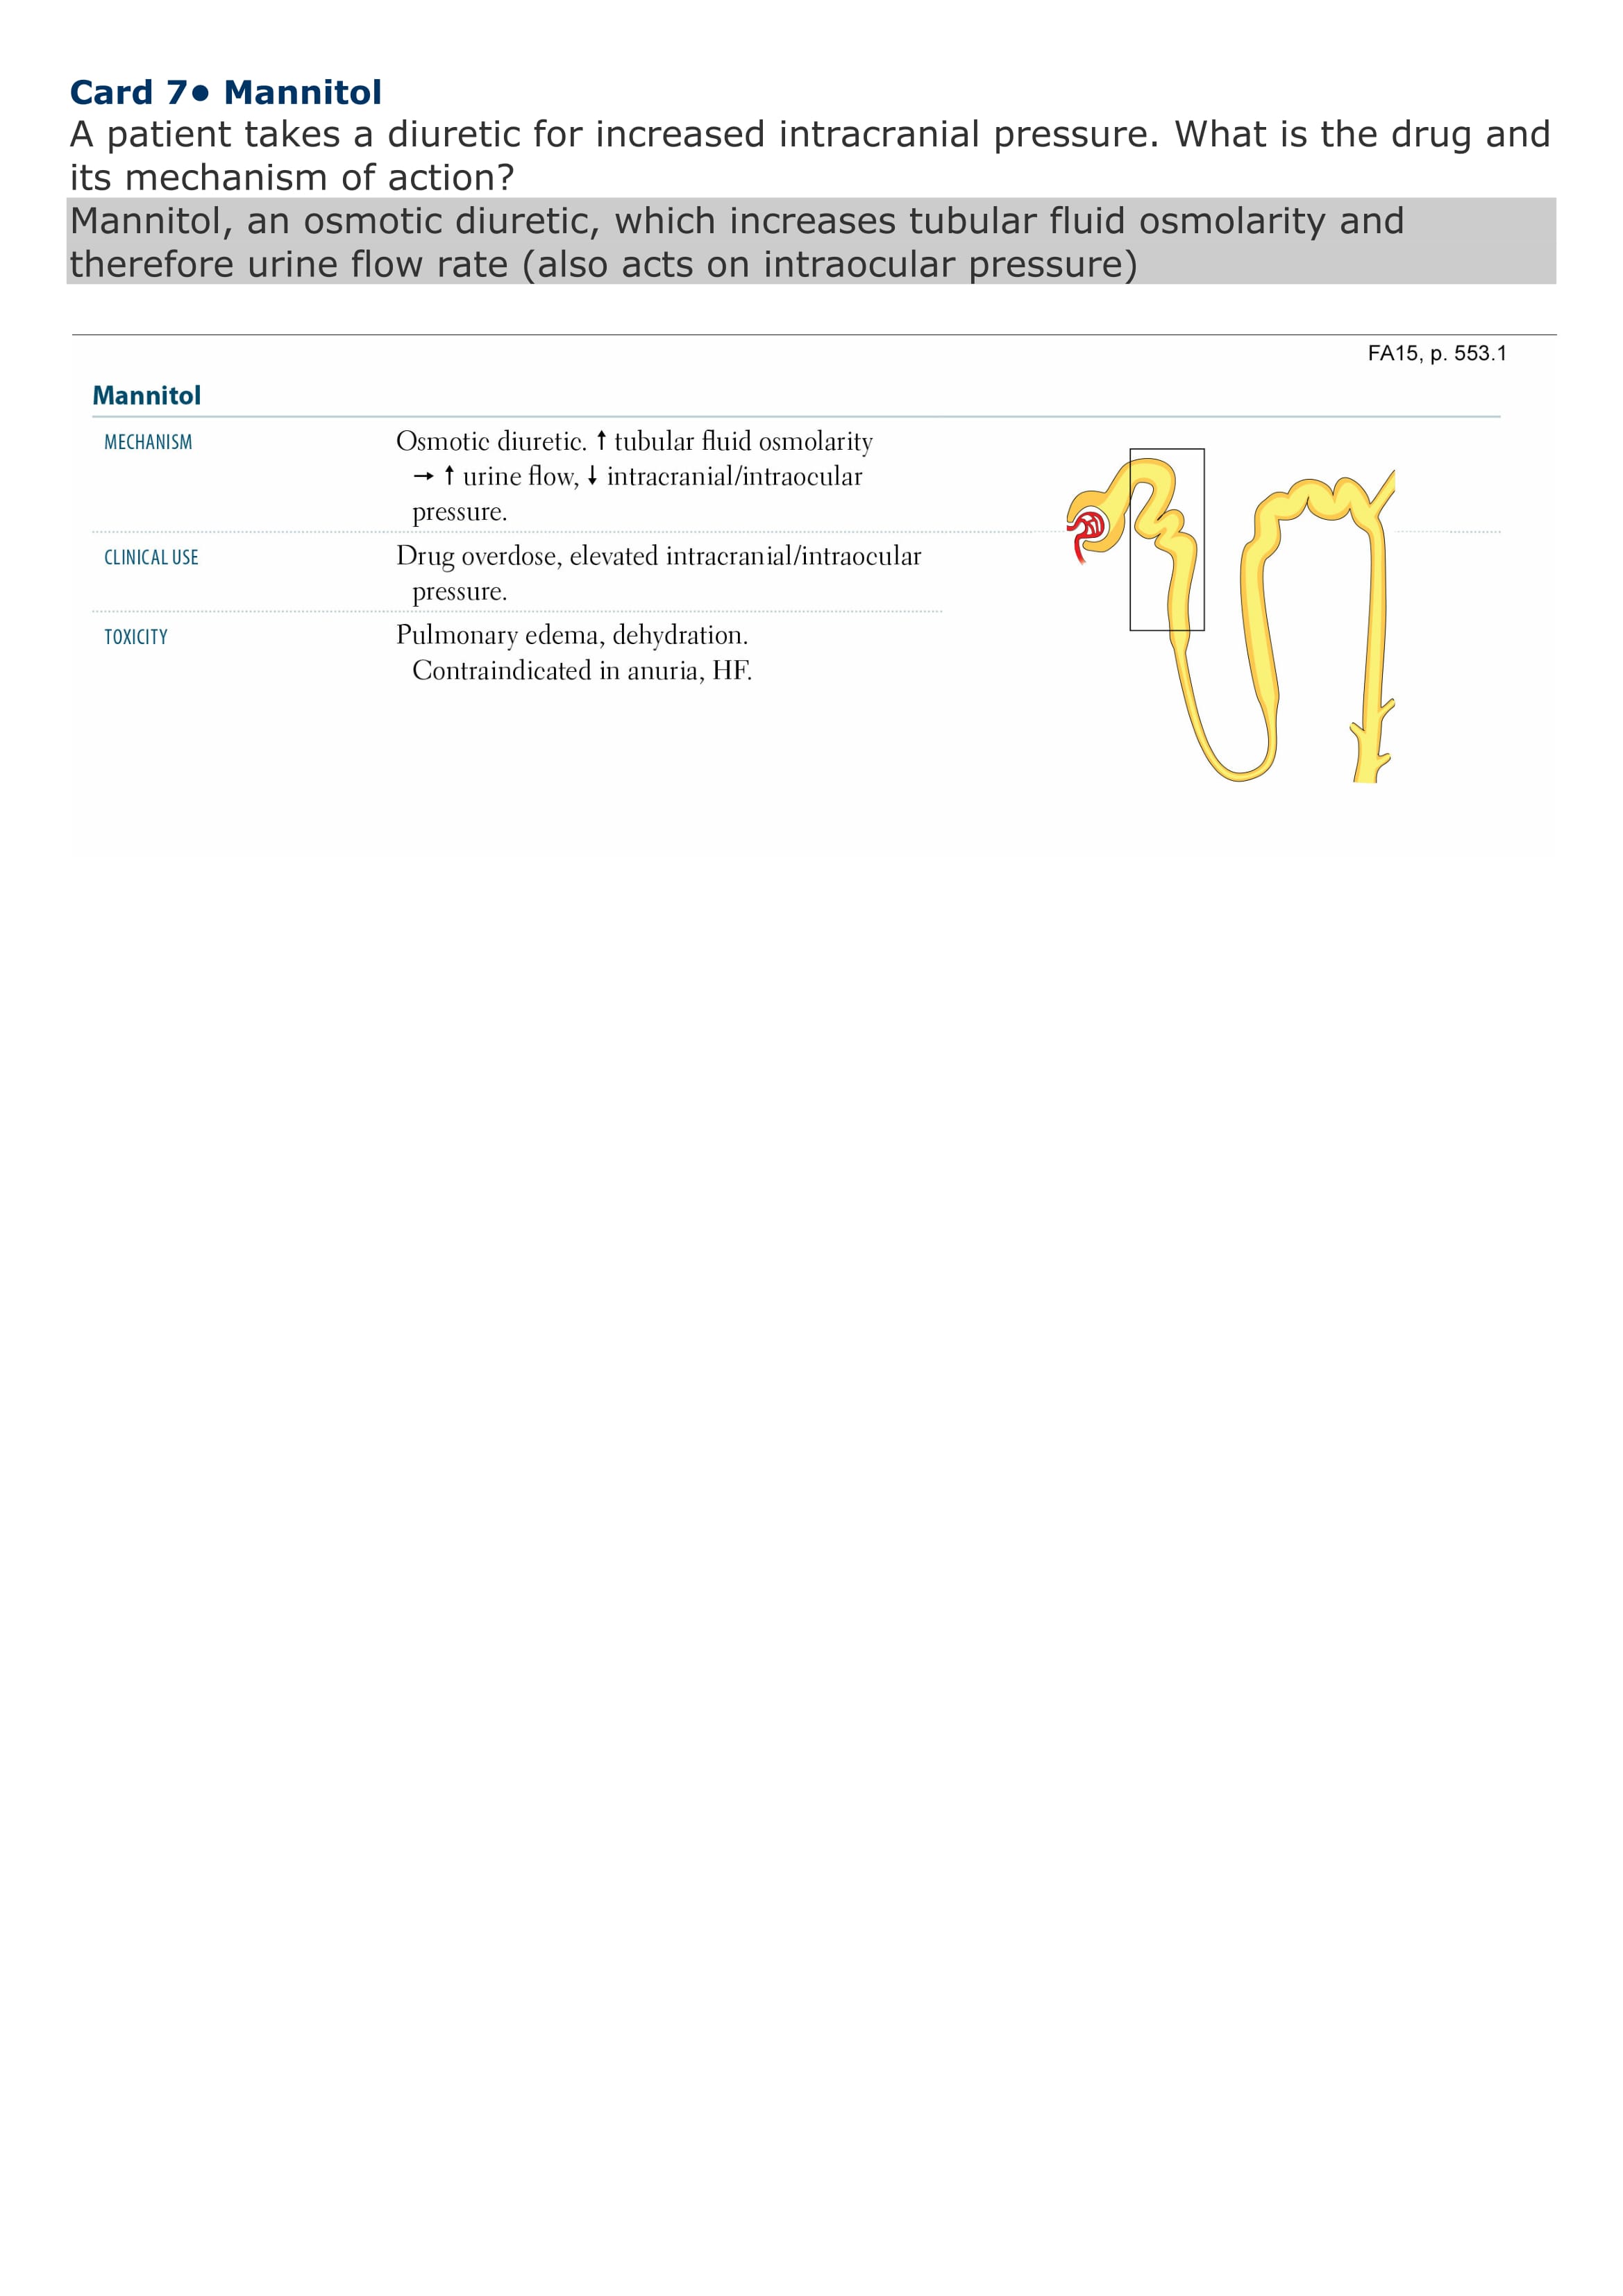 Card 7● Mannitol
A patient takes a diuretic for increased intracranial pressure. What is the drug and
its mechanism of action?
Mannitol, an osmotic diuretic, which increases tubular fluid osmolarity and
therefore urine flow rate (also acts on intraocular pressure)
FA15, p. 553.1
Mannitol
MECHANISM
Osmotic diuretic. ↑ tubular fluid osmolarity
→ ↑ urine flow, ↓ intracranial/intraocular
pressure.
CLINICAL USE
Drug overdose, elevated intracranial/intraocular
pressure.
TOXICITY
Pulmonary edema, dehydration.
Contraindicated in anuria, HF.